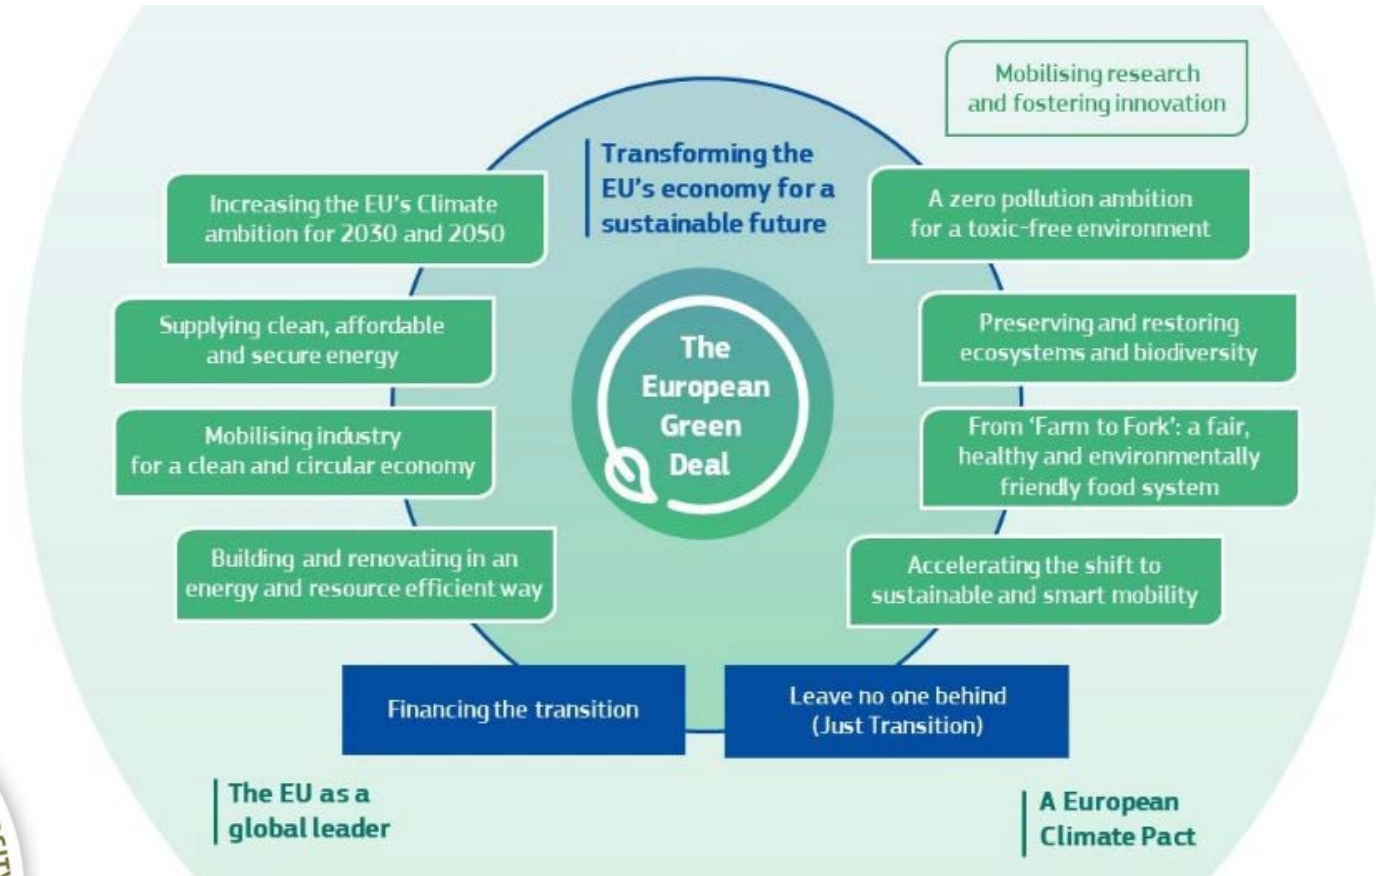 Mobilising research
and fostering innovation
Transforming the
EU's economy for a
sustainable future
Increasing the EU's Climate
ambition for 2030 and 2050
Supplying clean, affordable
and secure energy
Mobilising industry
for a clean and circular economy
Building and renovating in an
energy and resource efficient way
The
European
Green
Deal
A zero pollution ambition
for a toxic-free environment
Preserving and restoring
ecosystems and biodiversity
From ‘Farm to Fork’: a fair,
healthy and environmentally
friendly food system
Accelerating the shift to
sustainable and smart mobility
Financing the transition
Leave no one behind
(Just Transition)
The EU as a
global leader
A European
Climate Pact